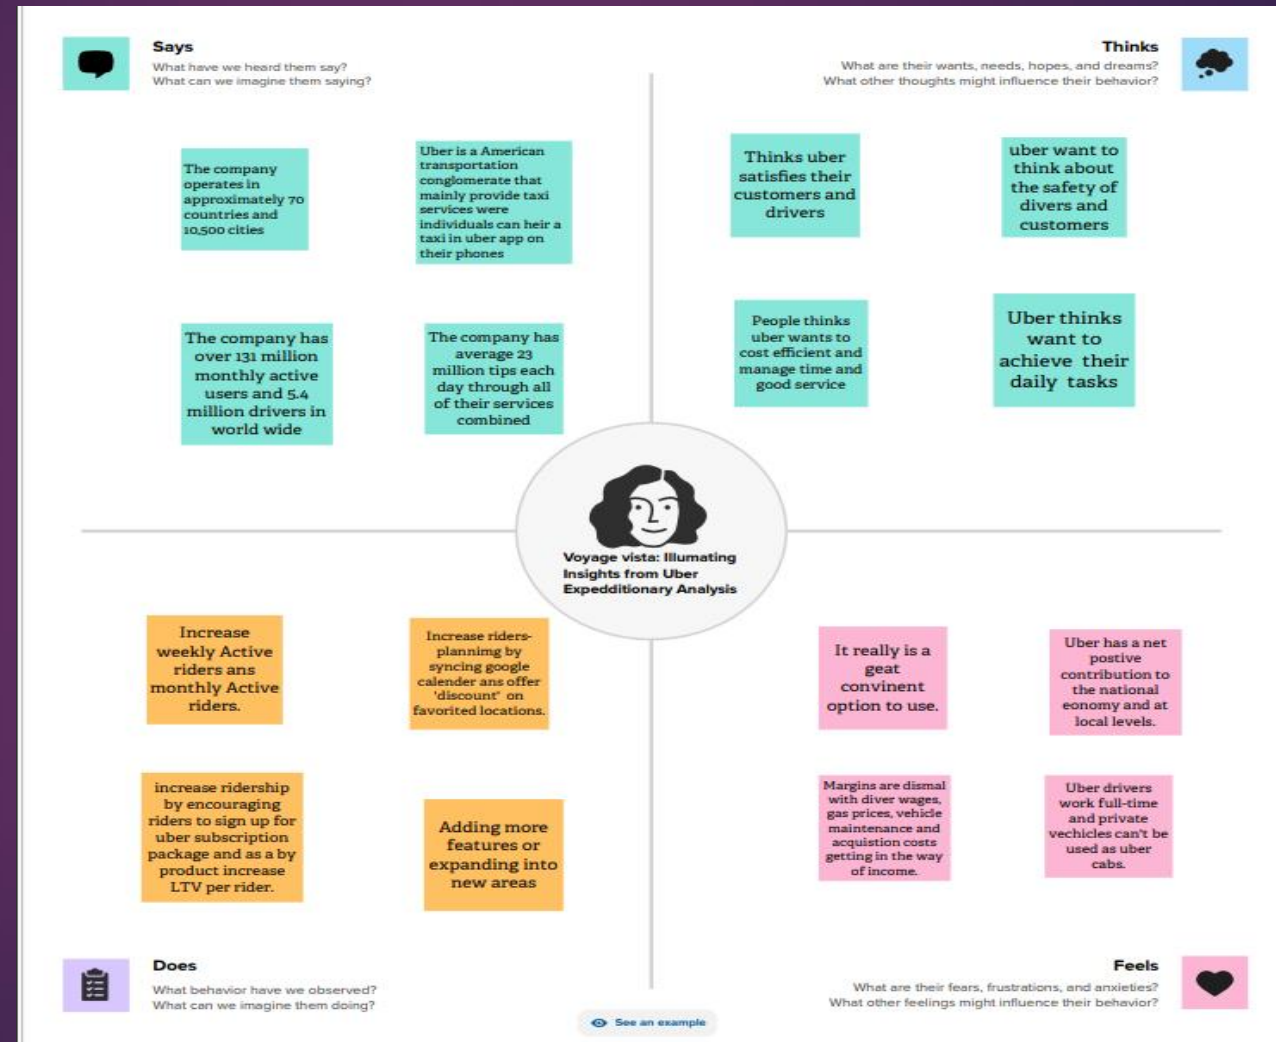 Says
What have we heard them say?
What can we imagine them saying?
Thinks
What are their wants, needs, hopes, and dreams?
What other thoughts might influence their behavior?
The company
operates in
approximately 70
countries and
10,500 cities
Uber is a American
transportation
conglomerate that
mainly provide taxi
services were
individuals can heir a
taxi in uber app on
their phones
The company has
over 131 million
monthly active
users and 5.4
million drivers in
world wide
The company has
average 23
million tips each
day through all
of their services
combined
Thinks uber
satisfies their
customers and
drivers
uber want to
think about
the safety of
divers and
customers
People thinks
uber wants to
cost efficient and
manage time and
good service
Uber thinks
want to
achieve their
daily tasks
Voyage vista: Illumating
Insights from Uber
Expedditionary Analysis
Increase
weekly Active
riders ans
monthly Active
riders.
Increase riders-
plannimg by
syncing google
calender ans offer
'discount' on
favorited locations.
increase ridership
by encouraging
riders to sign up for
uber subscription
package and as a by
product increase
LTV per rider.
Adding more
features or
expanding into
new areas
It really is a
geat
convinent
option to use.
Uber has a net
postive
contribution to
the national
eonomy and at
local levels.
Margins are dismal
with diver wages,
gas prices, vehicle
maintenance and
acquistion costs
getting in the way
of income.
Uber drivers
work full-time
and private
vechicles can't be
used as uber
cabs.
Does
What behavior have we observed?
What can we imagine them doing?
Feels
What are their fears, frustrations, and anxieties?
What other feelings might influence their behavior?
See an example